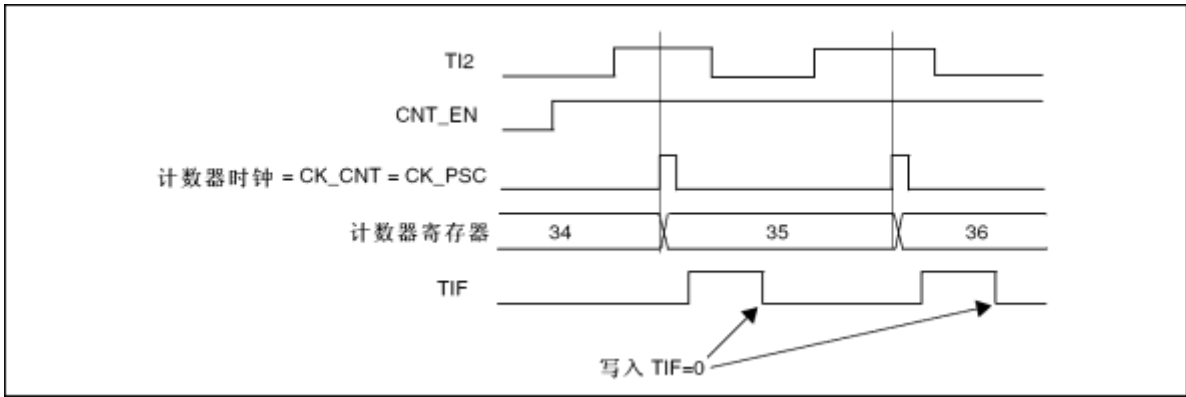 TI2
CNT_EN
计数器时钟 = CK_CNT = CK_PSC
计数器寄存器 34 35 36
TIF
写入 TIF=0